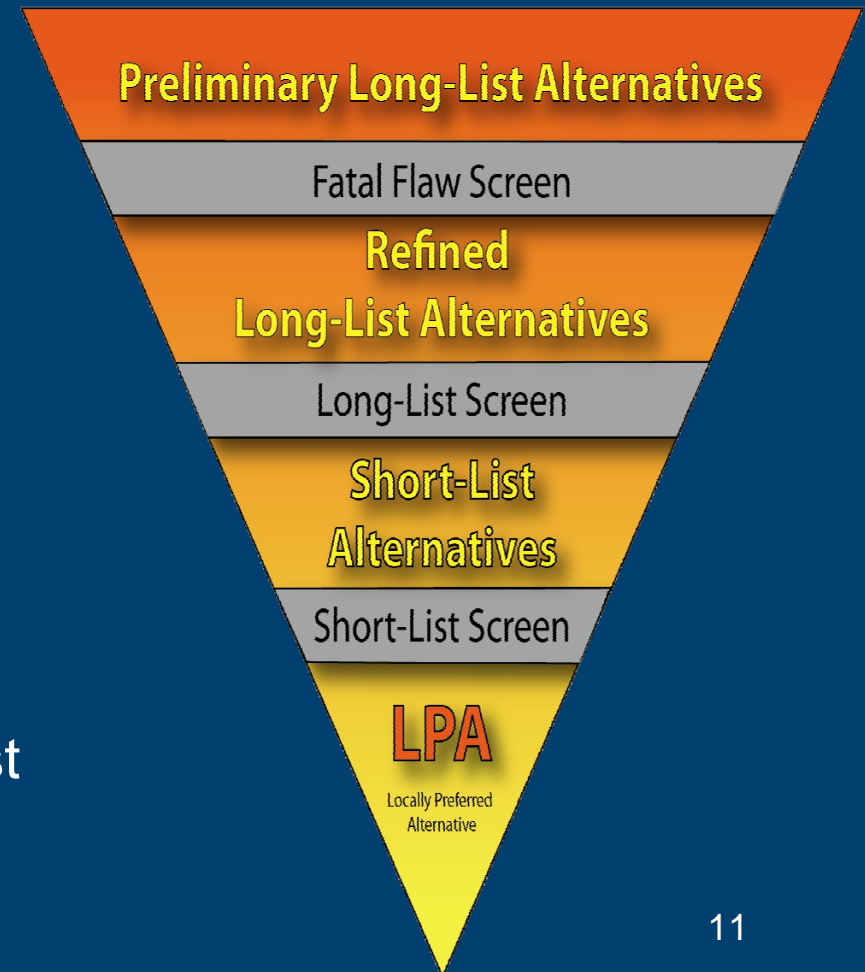 Preliminary Long-List Alternatives
Fatal Flaw Screen
Refined
Long-List Alternatives
Long-List Screen
Short-List
Alternatives
Short-List Screen
LPA
Locally Preferred
Alternative
11